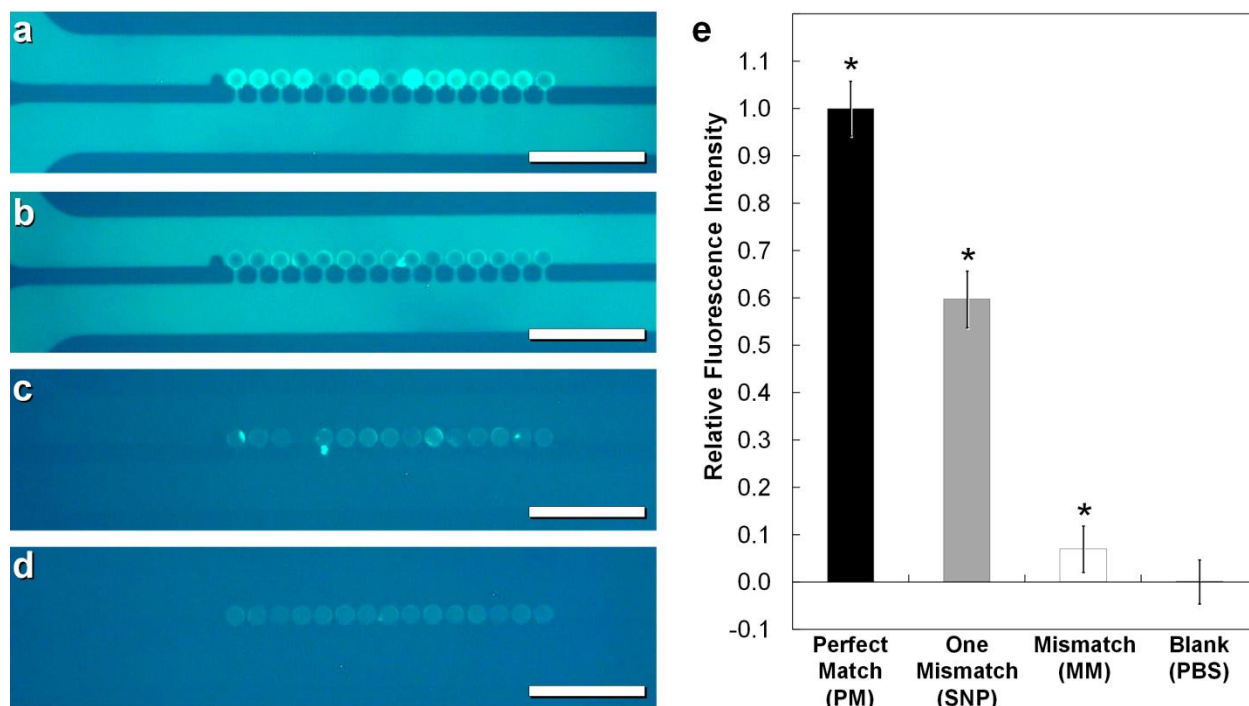 a
b
c
d
e
Relative Fluorescence Intensity
1.1
1.0
0.9
0.8
0.7
0.6
0.5
0.4
0.3
0.2
0.1
0.0
-0.1
*
*
*
Perfect
Match
(PM)
One
Mismatch
(SNP)
Mismatch
(MM)
Blank
(PBS)